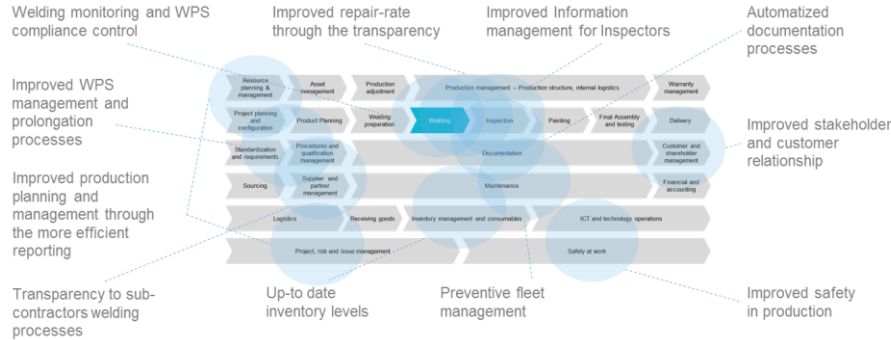 Welding monitoring and WPS
compliance control
Improved repair-rate
through the transparency
Improved Information
management for Inspectors
Automatized
documentation
processes
Improved WPS
management and
prolongation
processes
Improved production
planning and
management through
the more efficient
reporting
Transparency to sub-
contractors welding
processes
Resource
planning &
management
Asset
management
Production
adjustment
Production management – Production structure, internal logistics
Warranty
management
Project planning
and
configuration
Product Planning
Welding
preparation
Welding
Inspection
Painting
Final Assembly
and testing
Delivery
Standardization
and requirements
Procedures and
qualification
management
Documentation
Customer and
shareholder
management
Sourcing
Supplier and
partner
management
Maintenance
Financial and
accounting
Logistics
Receiving goods
Inventory management and consumables
ICT and technology operations
Project, risk and issue management
Safety at work
Improved stakeholder
and customer
relationship
Up-to date
inventory levels
Preventive fleet
management
Improved safety
in production